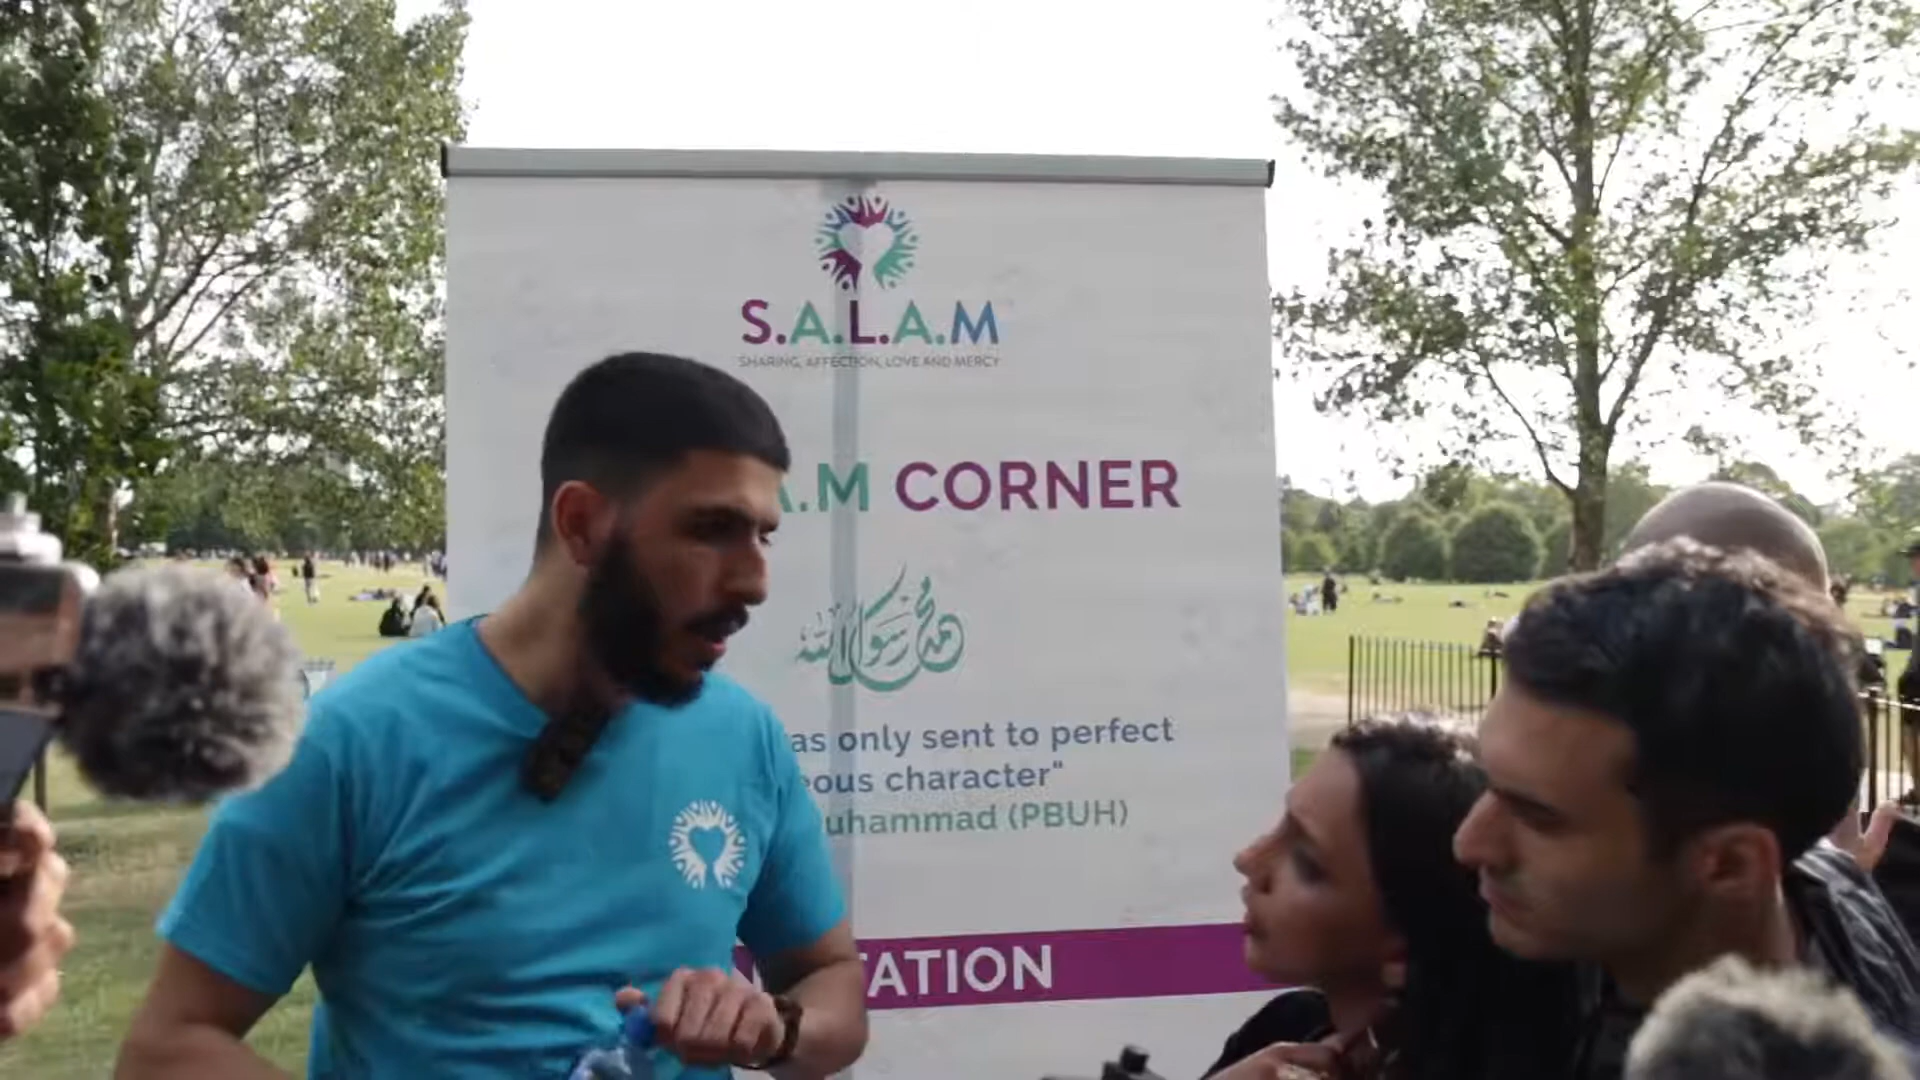 S.A.L.A.M
SHARING, AFFECTION, LOVE AND MERCY
.M CORNER
محمد رسول الله
as only sent to perfect
eous character"
uhammad (PBUH)
TATION